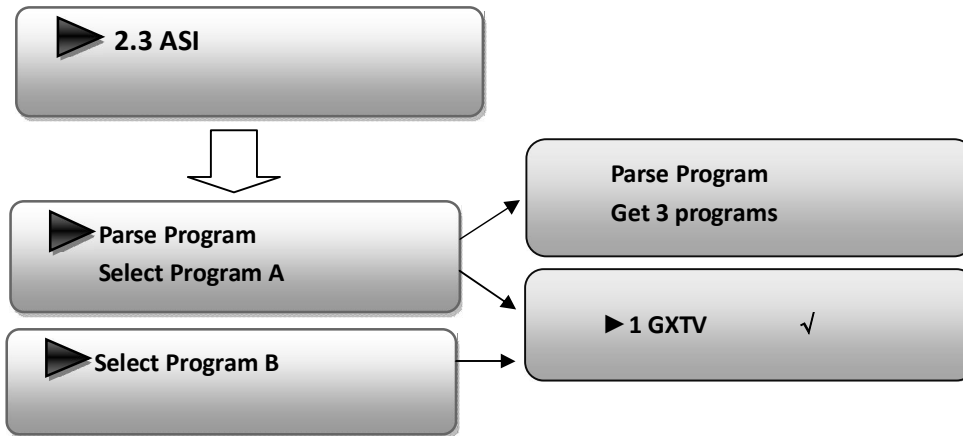 2.3 ASI
Parse Program
Select Program A
Parse Program
Get 3 programs
Select Program B
►1 GXTV √